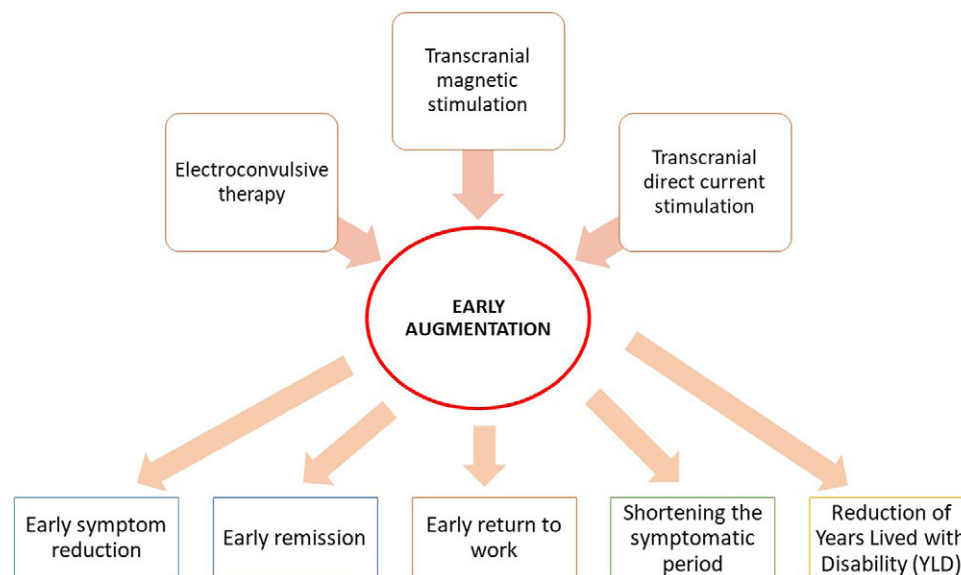 Transcranial
magnetic
stimulation
Electroconvulsive
therapy
Transcranial
direct current
stimulation
EARLY
AUGMENTATION
Early symptom
reduction
Early remission
Early return to
work
Shortening the
symptomatic
period
Reduction of
Years Lived with
Disability (YLD)